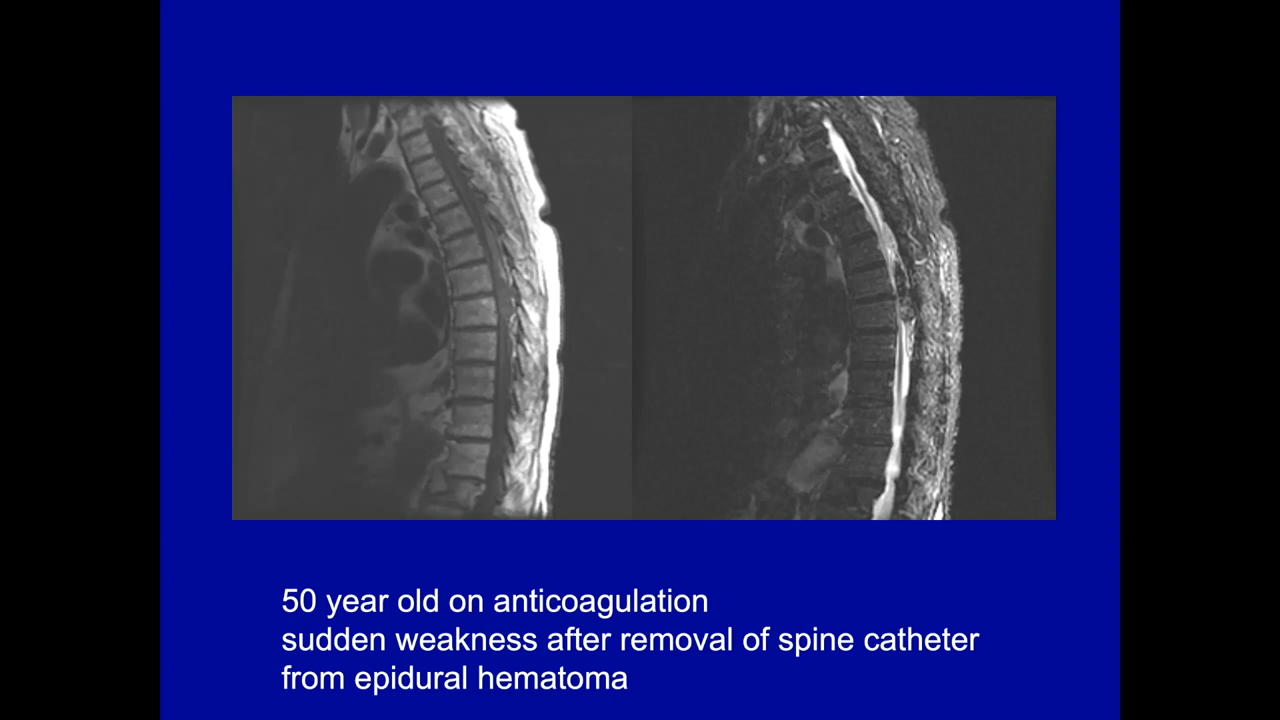 50 year old on anticoagulation
sudden weakness after removal of spine catheter
from epidural hematoma